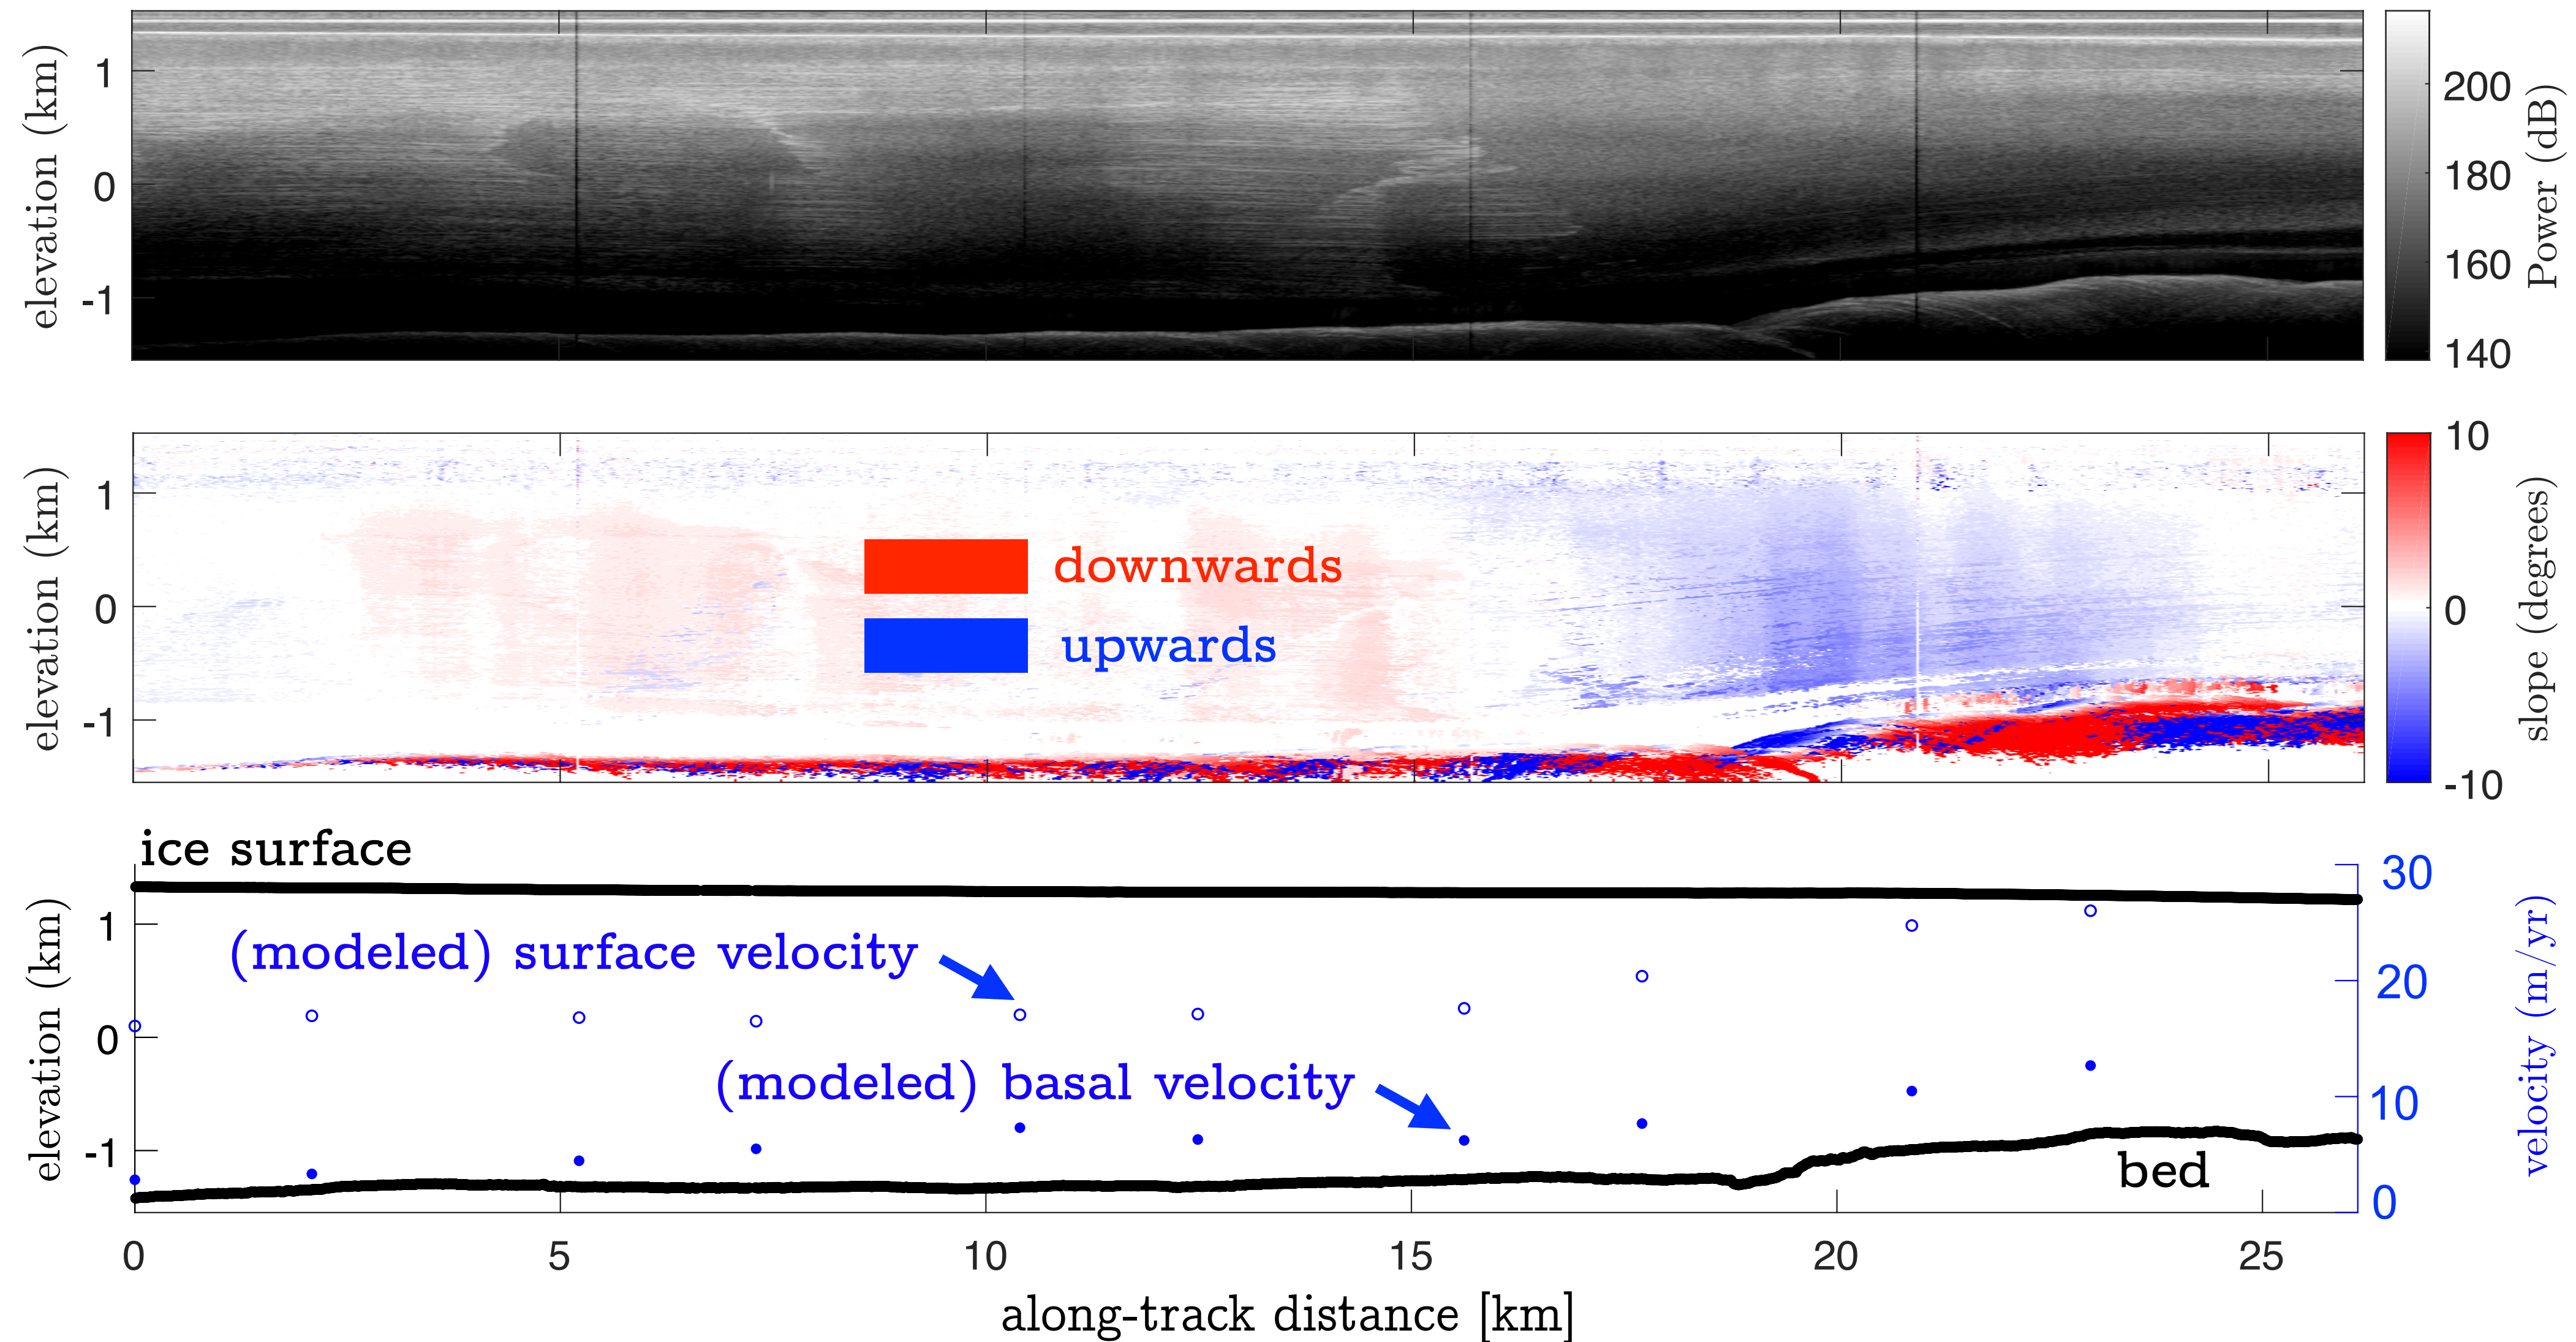 elevation (km)
1
0
-1
200
180
160
140
Power (dB)
elevation (km)
1
0
-1
downwards
upwards
10
0
-10
slope (degrees)
ice surface
elevation (km)
1
0
-1
(modeled) surface velocity
(modeled) basal velocity
bed
30
20
10
0
velocity (m/yr)
0 5 10 15 20 25
along-track distance [km]